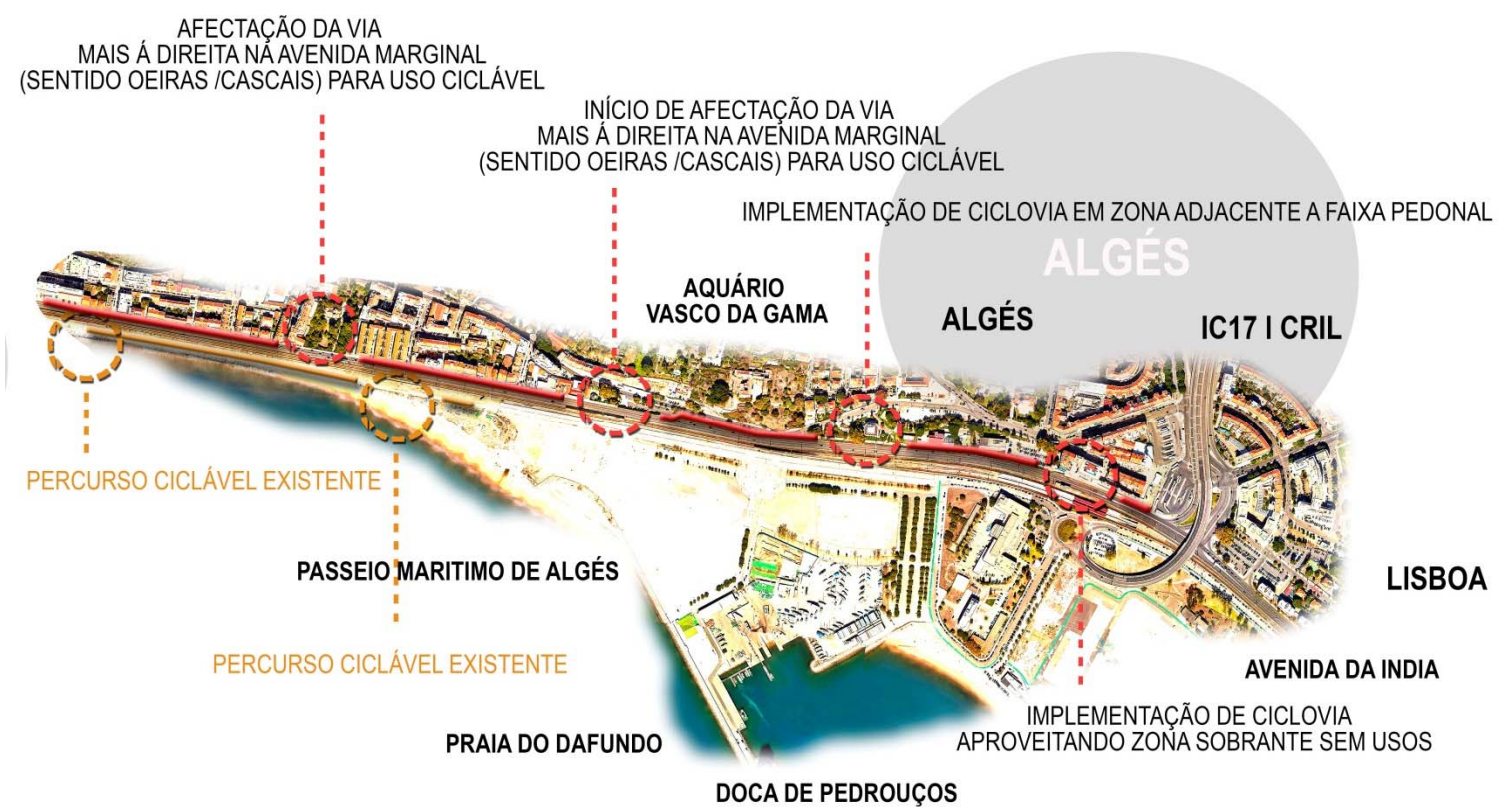 AFECTAÇÃO DA VIA
MAIS Á DIREITA NA AVENIDA MARGINAL
(SENTIDO OEIRAS /CASCAIS) PARA USO CICLÁVEL
INÍCIO DE AFECTAÇÃO DA VIA
MAIS Á DIREITA NA AVENIDA MARGINAL
(SENTIDO OEIRAS /CASCAIS) PARA USO CICLÁVEL
IMPLEMENTAÇÃO DE CICLOVIA EM ZONA ADJACENTE A FAIXA PEDONAL
ALGÉS
AQUÁRIO
VASCO DA GAMA
ALGÉS
IC17 I CRIL
PERCURSO CICLÁVEL EXISTENTE
PASSEIO MARITIMO DE ALGÉS
LISBOA
PERCURSO CICLÁVEL EXISTENTE
AVENIDA DA INDIA
IMPLEMENTAÇÃO DE CICLOVIA
APROVEITANDO ZONA SOBRANTE SEM USOS
PRAIA DO DAFUNDO
DOCA DE PEDROUÇOS